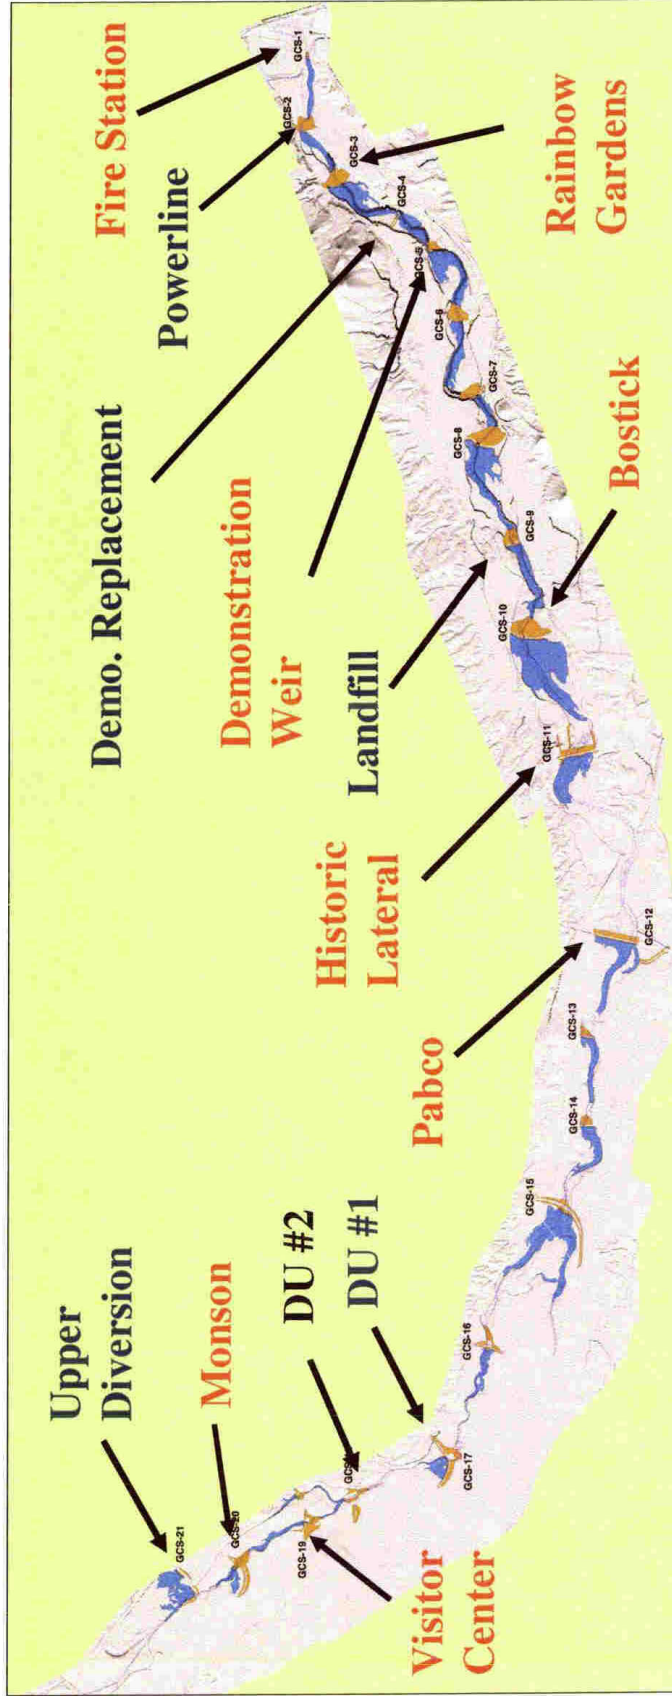 Upper
Diversion
Monson
DU #2
DU #1
Visitor
Center
Pabco
Historic
Lateral
Landfill
Bostick
Demonstration
Weir
Demo. Replacement
Powerline
Fire Station
Rainbow
Gardens
GCS-21
GCS-20
GCS-19
GCS-17
GCS-16
GCS-15
GCS-14
GCS-13
GCS-12
GCS-11
GCS-10
GCS-9
GCS-8
GCS-7
GCS-6
GCS-5
GCS-4
GCS-3
GCS-2
GCS-1